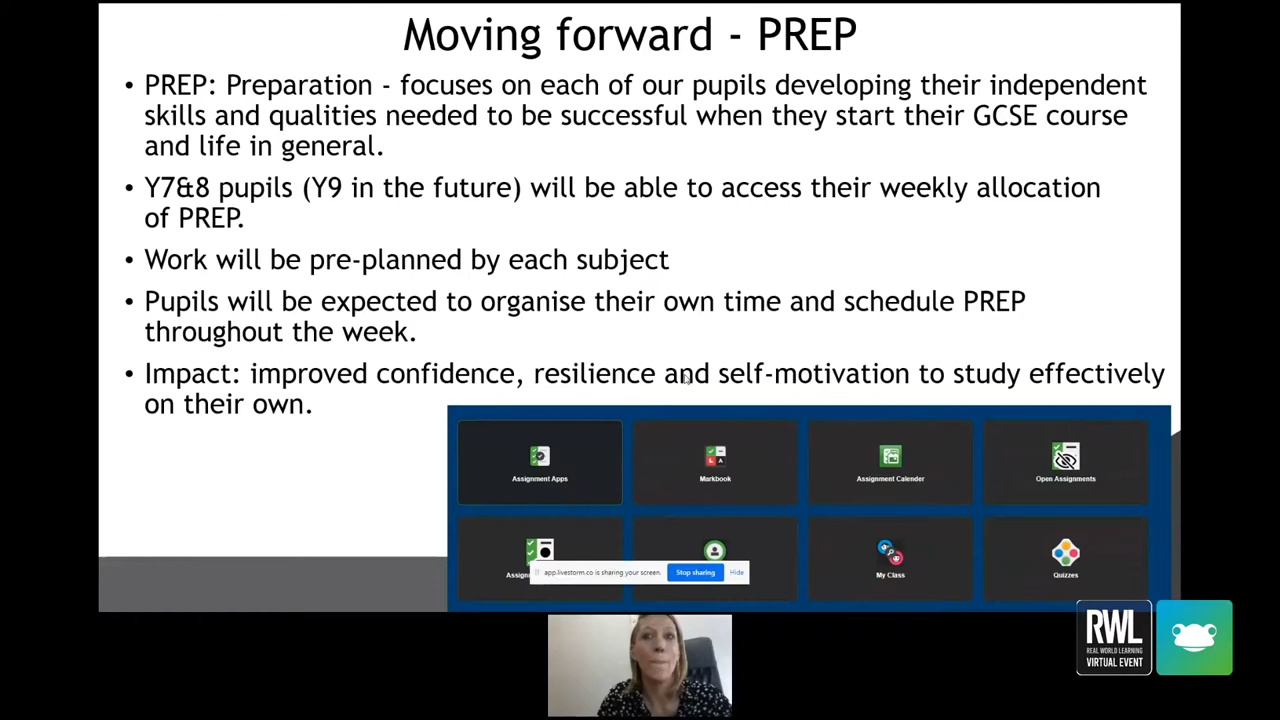 Moving forward - PREP
• PREP: Preparation - focuses on each of our pupils developing their independent
skills and qualities needed to be successful when they start their GCSE course
and life in general.
• Y7&8 pupils (Y9 in the future) will be able to access their weekly allocation
of PREP.
• Work will be pre-planned by each subject
• Pupils will be expected to organise their own time and schedule PREP
throughout the week.
• Impact: improved confidence, resilience and self-motivation to study effectively
on their own.
Assignment Apps
Markbook
Assignment Calender
Open Assignments
My Class
Quizzes
app.livestorm.co is sharing your screen.
Stop sharing
Hide
RWL
REAL WORLD LEARNING
VIRTUAL EVENT